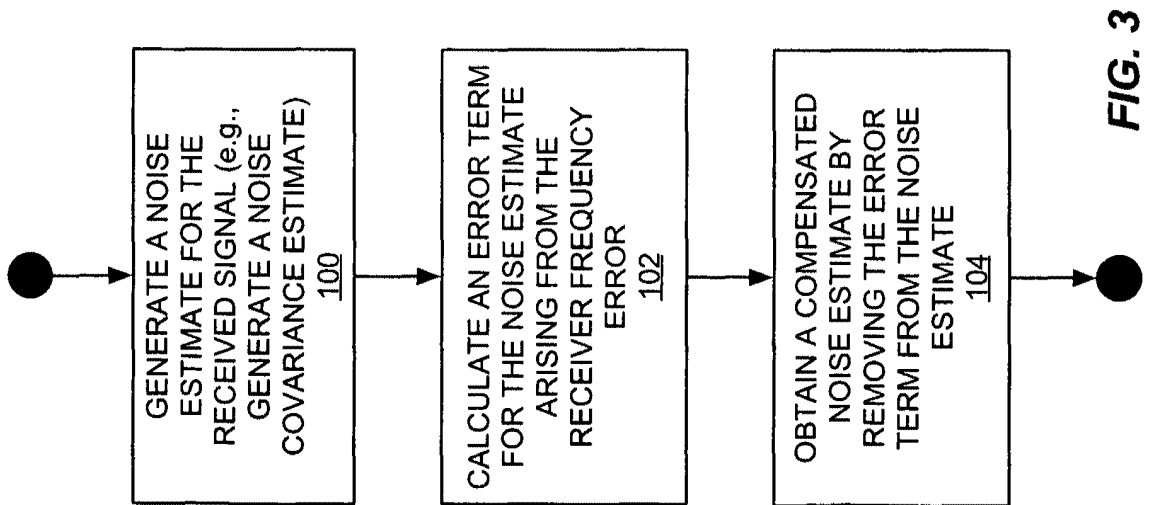 GENERATE A NOISE
ESTIMATE FOR THE
RECEIVED SIGNAL (e.g.,
GENERATE A NOISE
COVARIANCE ESTIMATE)
100
CALCULATE AN ERROR TERM
FOR THE NOISE ESTIMATE
ARISING FROM THE
RECEIVER FREQUENCY
ERROR
102
OBTAIN A COMPENSATED
NOISE ESTIMATE BY
REMOVING THE ERROR
TERM FROM THE NOISE
ESTIMATE
104
FIG. 3